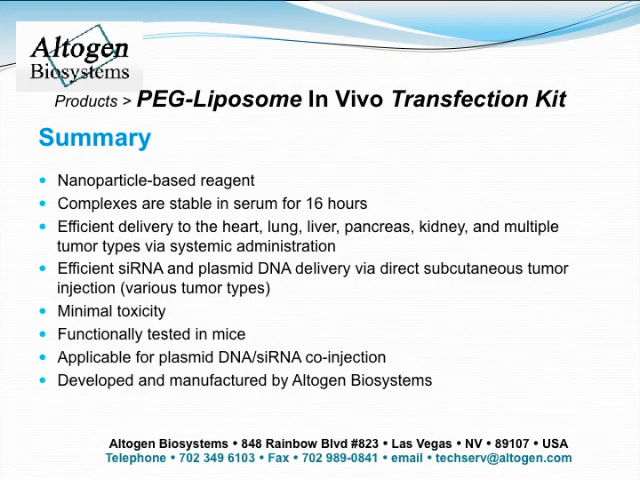 Altogen
Biosystems
Products > PEG-Liposome In Vivo Transfection Kit
Summary
• Nanoparticle-based reagent
• Complexes are stable in serum for 16 hours
• Efficient delivery to the heart, lung, liver, pancreas, kidney, and multiple
tumor types via systemic administration
• Efficient siRNA and plasmid DNA delivery via direct subcutaneous tumor
injection (various tumor types)
• Minimal toxicity
• Functionally tested in mice
• Applicable for plasmid DNA/siRNA co-injection
• Developed and manufactured by Altogen Biosystems
Altogen Biosystems • 848 Rainbow Blvd #823 • Las Vegas • NV • 89107 • USA
Telephone • 702 349 6103 • Fax • 702 989-0841 • email • techserv@altogen.com